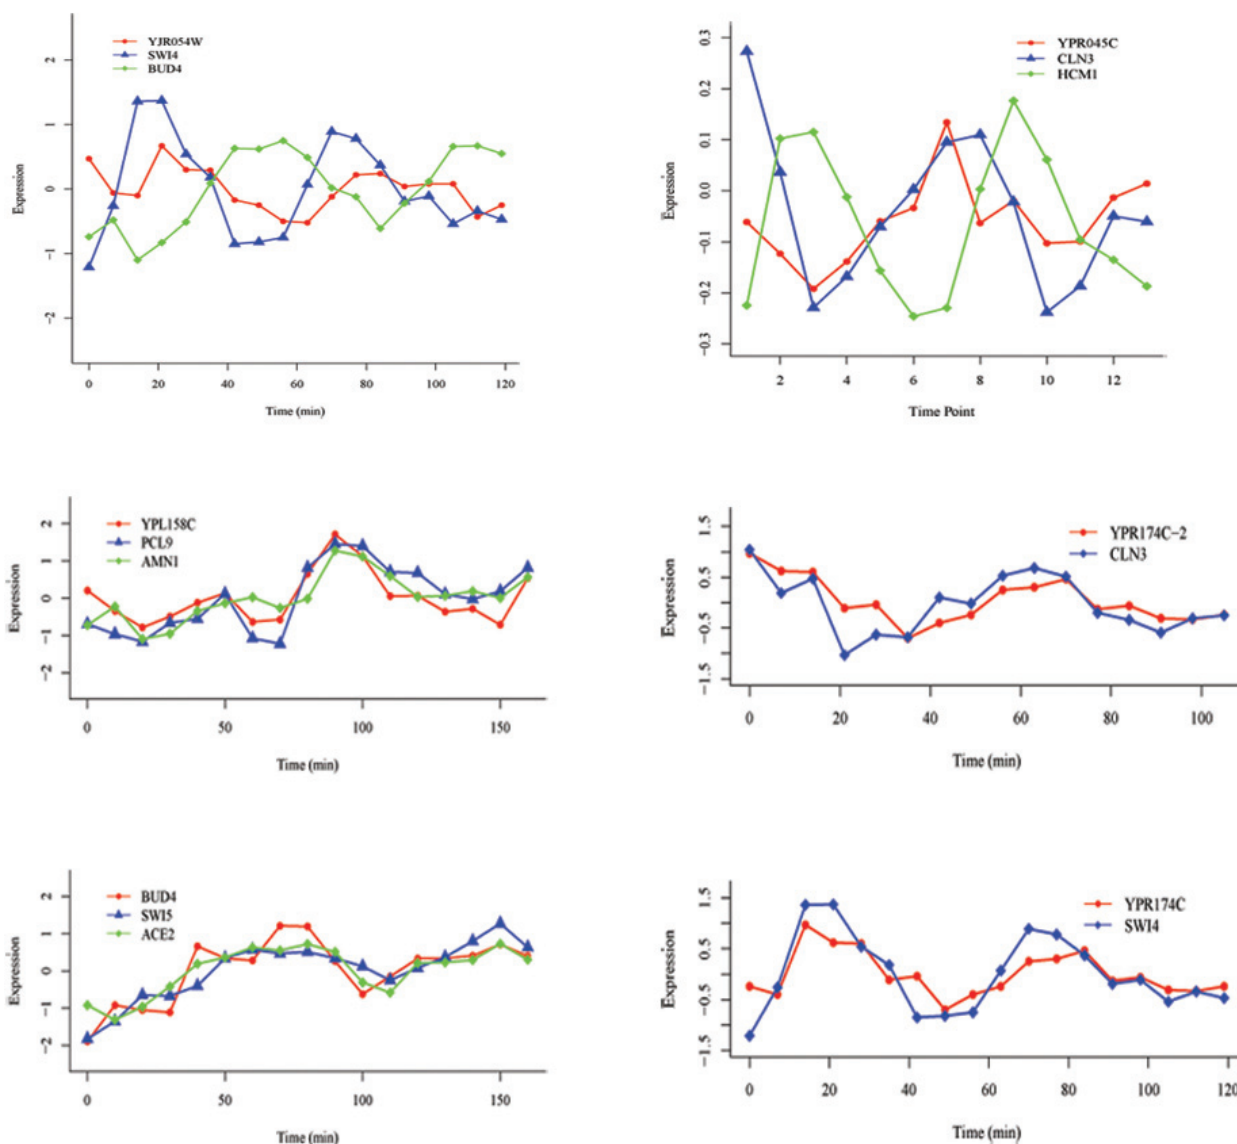 YJR054W
SWI4
BUD4
Expression
2
1
0
−1
−2
0
20
40
60
80
100
120
Time (min)
YPR045C
CLN3
HCM1
Expression
0.3
0.2
0.1
0.0
−0.1
−0.2
−0.3
2
4
6
8
10
12
Time Point
YPL158C
PCL9
AMN1
Expression
2
1
0
−1
−2
0
50
100
150
Time (min)
YPR174C-2
CLN3
Expression
1.5
0.5
−0.5
−1.5
0
20
40
60
80
100
Time (min)
BUD4
SWI5
ACE2
Expression
2
1
0
−1
−2
0
50
100
150
Time (min)
YPR174C
SWI4
Expression
1.5
0.5
−0.5
−1.5
0
20
40
60
80
100
120
Time (min)